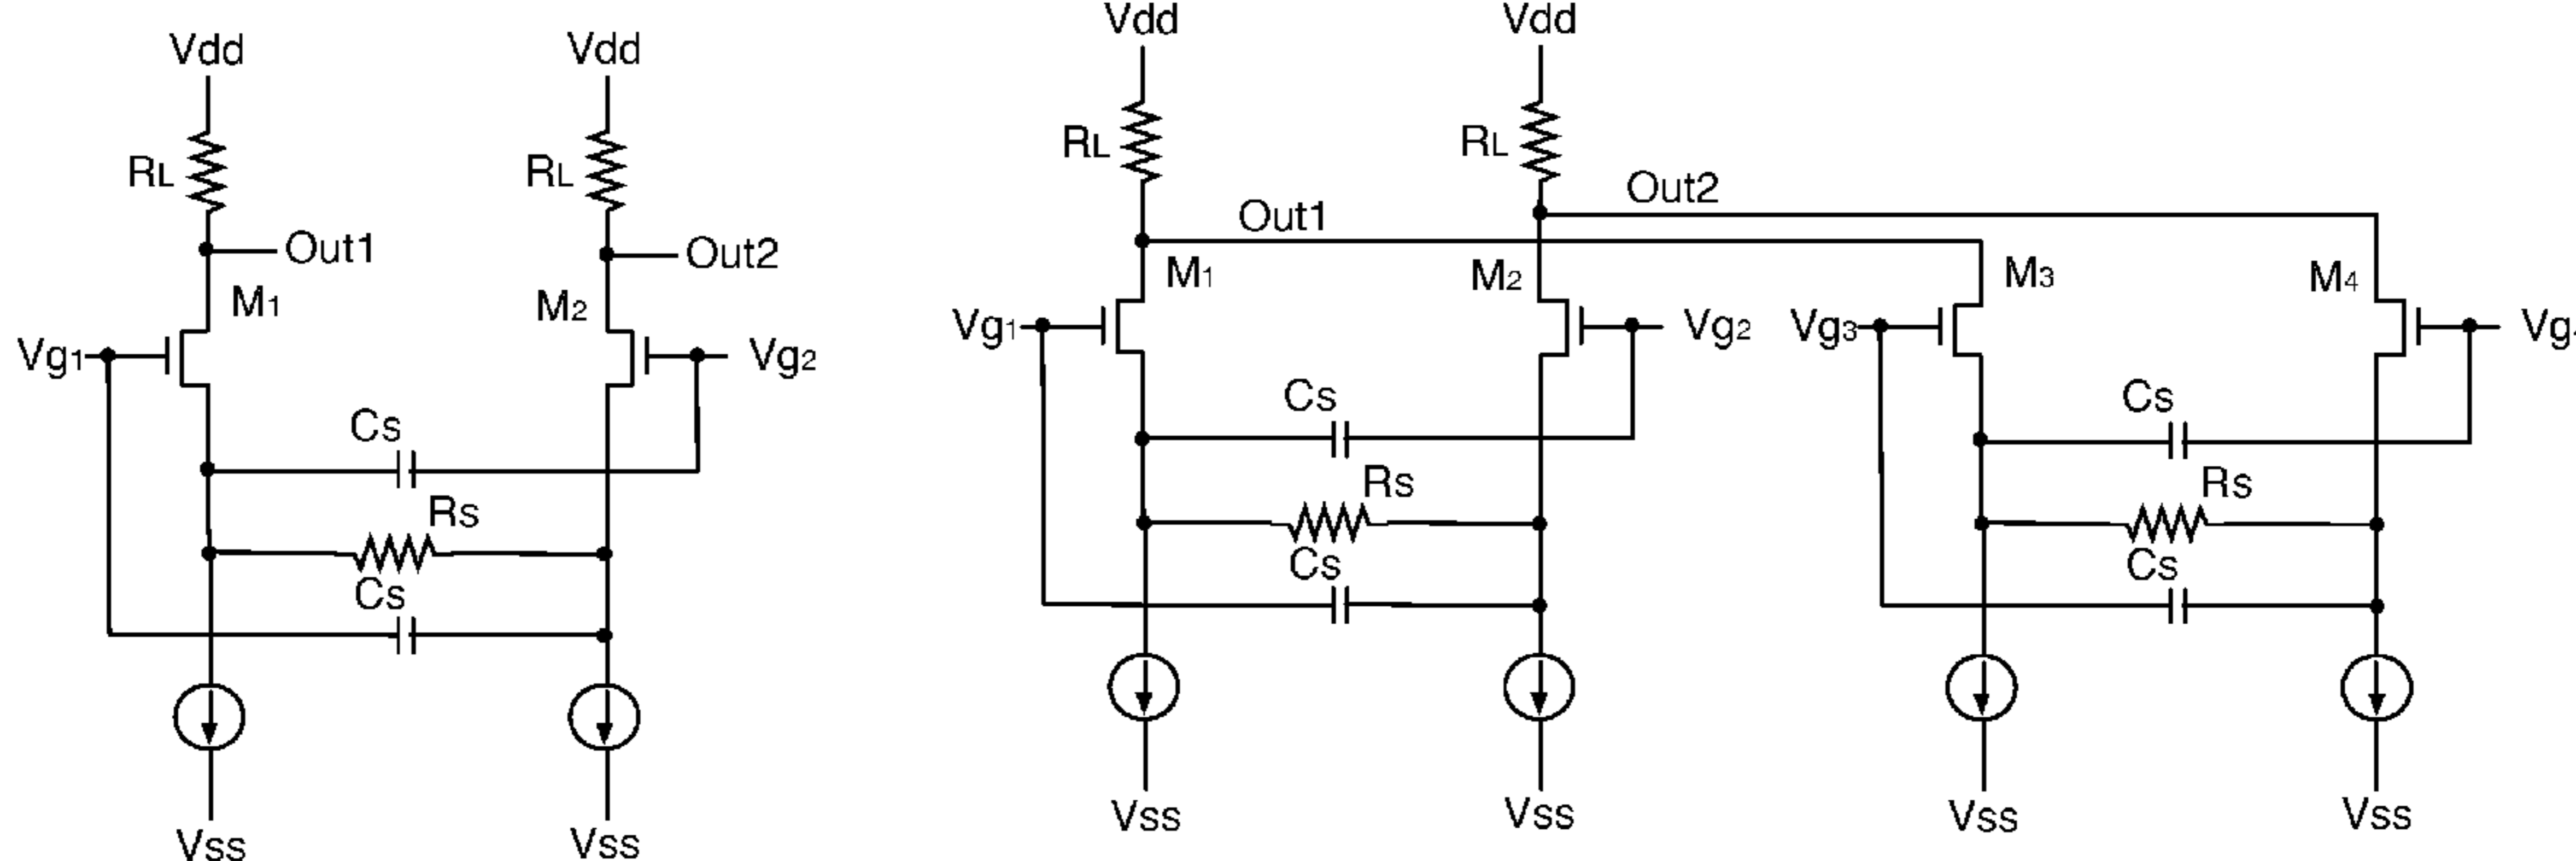 Vdd Vdd
RL RL
Out1 Out2
M1 M2
Vg1 Vg2
Cs
Rs
Cs
Vss Vss
Vdd Vdd
RL RL
Out1 Out2
M1 M2 M3 M4
Vg1 Vg2 Vg3 Vg
Cs Cs
Rs Rs
Cs Cs
Vss Vss Vss Vss